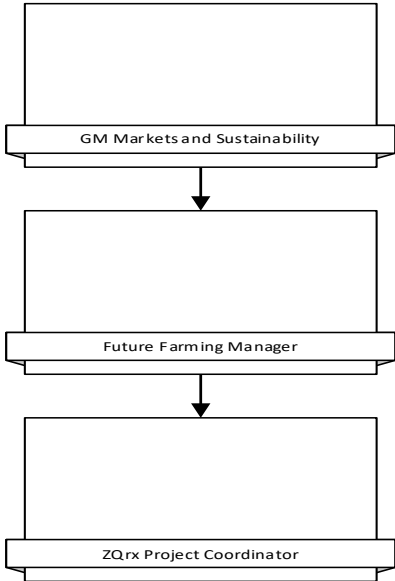 GM Markets and Sustainability
Future Farming Manager
ZQrx Project Coordinator